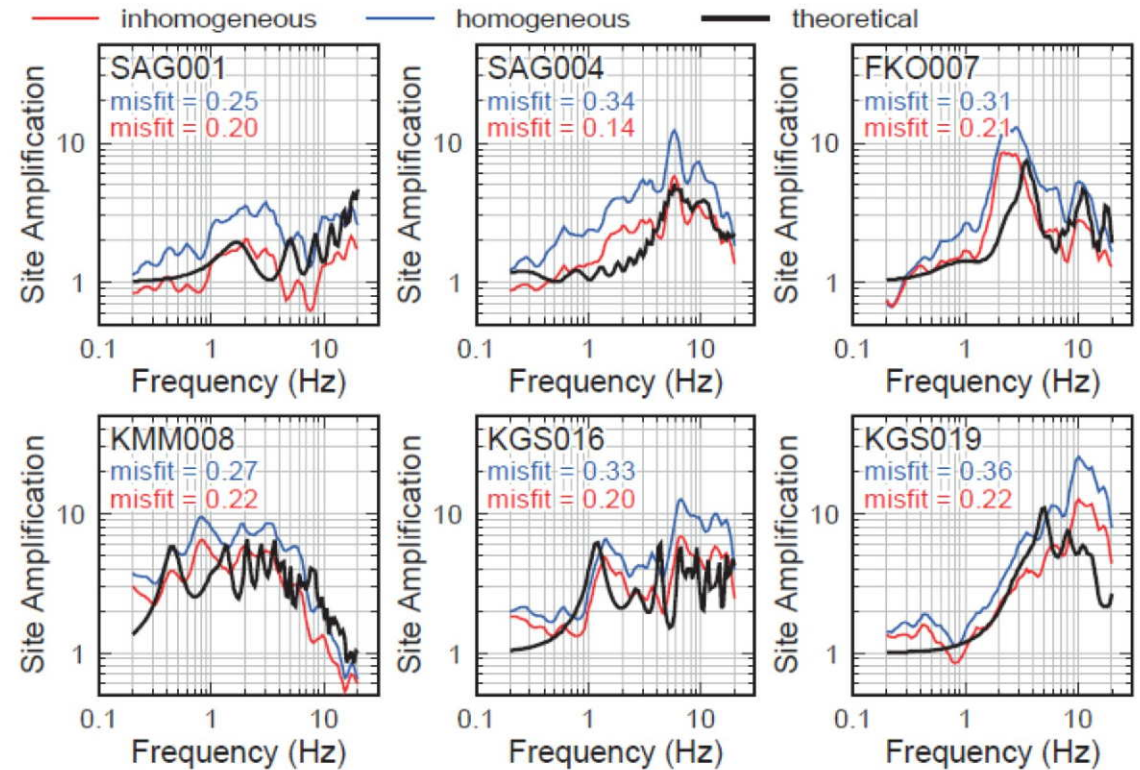 inhomogeneous homogeneous theoretical
SAG001
misfit = 0.25
misfit = 0.20
Site Amplification
10
1
0.1 1 10
Frequency (Hz)
SAG004
misfit = 0.34
misfit = 0.14
Site Amplification
10
1
0.1 1 10
Frequency (Hz)
FKO007
misfit = 0.31
misfit = 0.21
Site Amplification
10
1
0.1 1 10
Frequency (Hz)
KMM008
misfit = 0.27
misfit = 0.22
Site Amplification
10
1
0.1 1 10
Frequency (Hz)
KGS016
misfit = 0.33
misfit = 0.20
Site Amplification
10
1
0.1 1 10
Frequency (Hz)
KGS019
misfit = 0.36
misfit = 0.22
Site Amplification
10
1
0.1 1 10
Frequency (Hz)